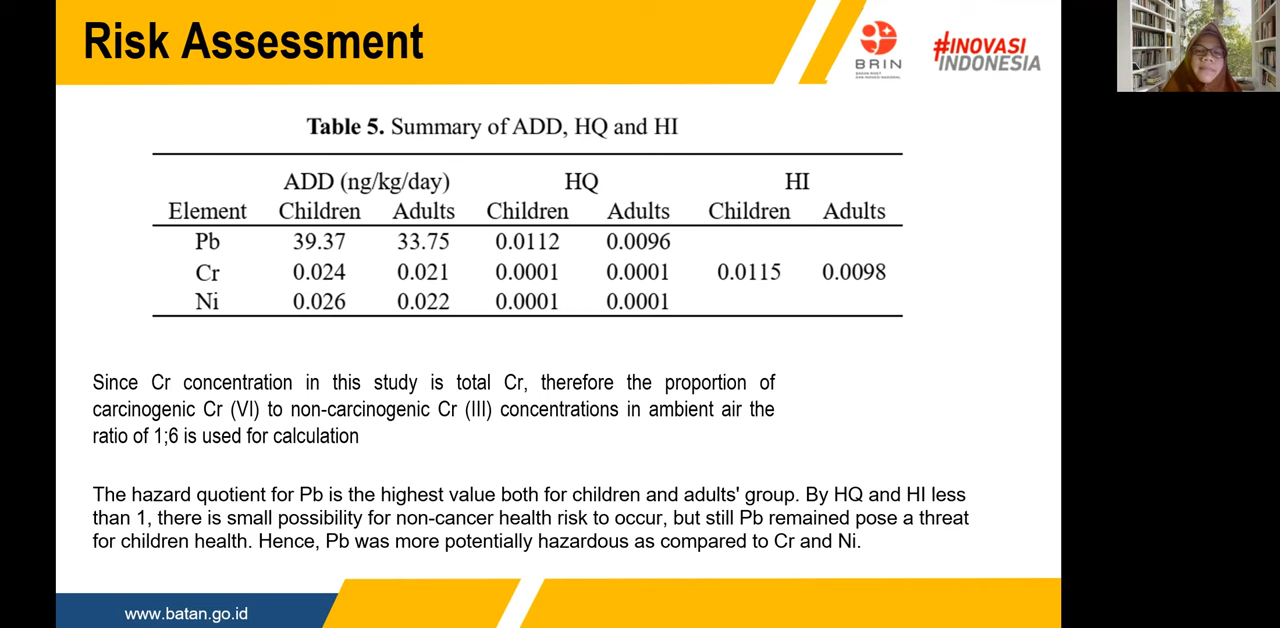 Risk Assessment
BRIN
BADAN RISET
DAN INOVASI NASIONAL
#INOVASI
INDONESIA
Table 5. Summary of ADD, HQ and HI
ADD (ng/kg/day) HQ HI
Element Children Adults Children Adults Children Adults
Pb 39.37 33.75 0.0112 0.0096
Cr 0.024 0.021 0.0001 0.0001 0.0115 0.0098
Ni 0.026 0.022 0.0001 0.0001
Since Cr concentration in this study is total Cr, therefore the proportion of
carcinogenic Cr (VI) to non-carcinogenic Cr (III) concentrations in ambient air the
ratio of 1;6 is used for calculation
The hazard quotient for Pb is the highest value both for children and adults' group. By HQ and HI less
than 1, there is small possibility for non-cancer health risk to occur, but still Pb remained pose a threat
for children health. Hence, Pb was more potentially hazardous as compared to Cr and Ni.
www.batan.go.id